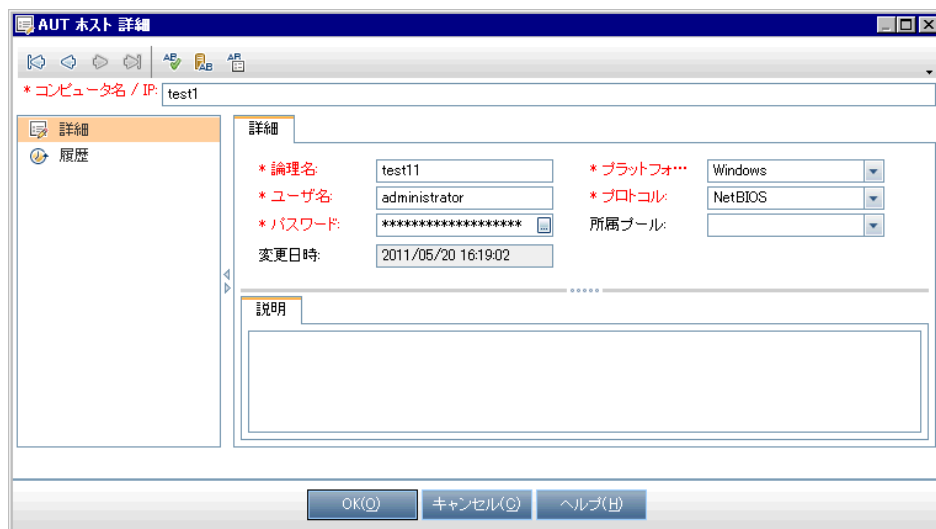 AUT ホスト 詳細
* コンピュータ名 / IP: test1
詳細
履歴
詳細
* 論理名: test11 * プラットフォ… Windows
* ユーザ名: administrator * プロトコル: NetBIOS
* パスワード: ******************* 所属プール:
変更日時: 2011/05/20 16:19:02
説明
OK(O) キャンセル(C) ヘルプ(H)